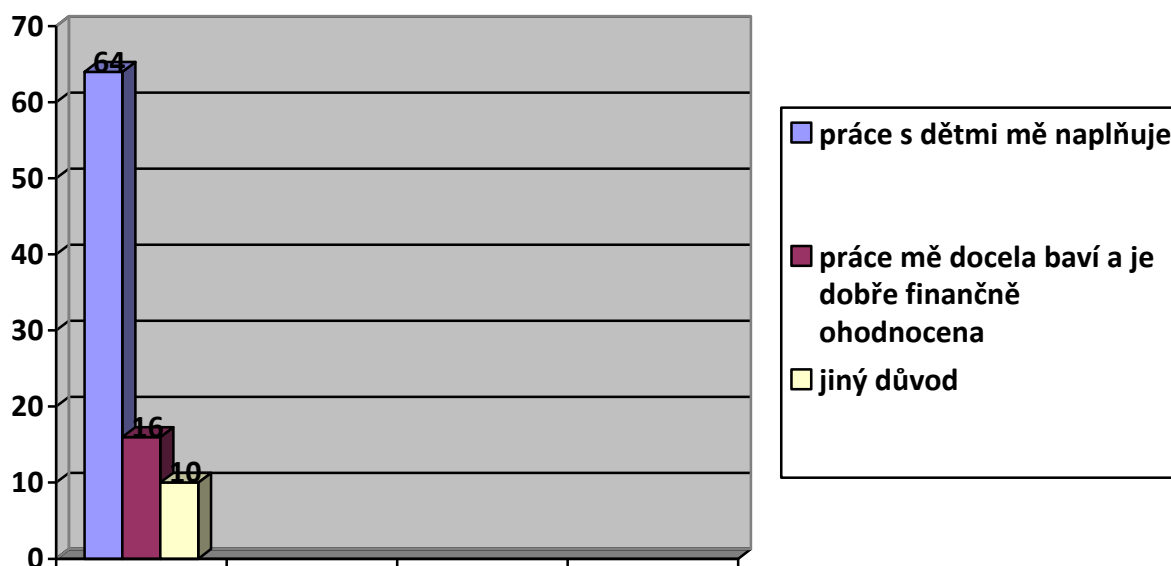 70
60
50
40
30
20
10
0
64
16
10
práce s dětmi mě naplňuje
práce mě docela baví a je
dobře finančně
ohodnocena
jiný důvod